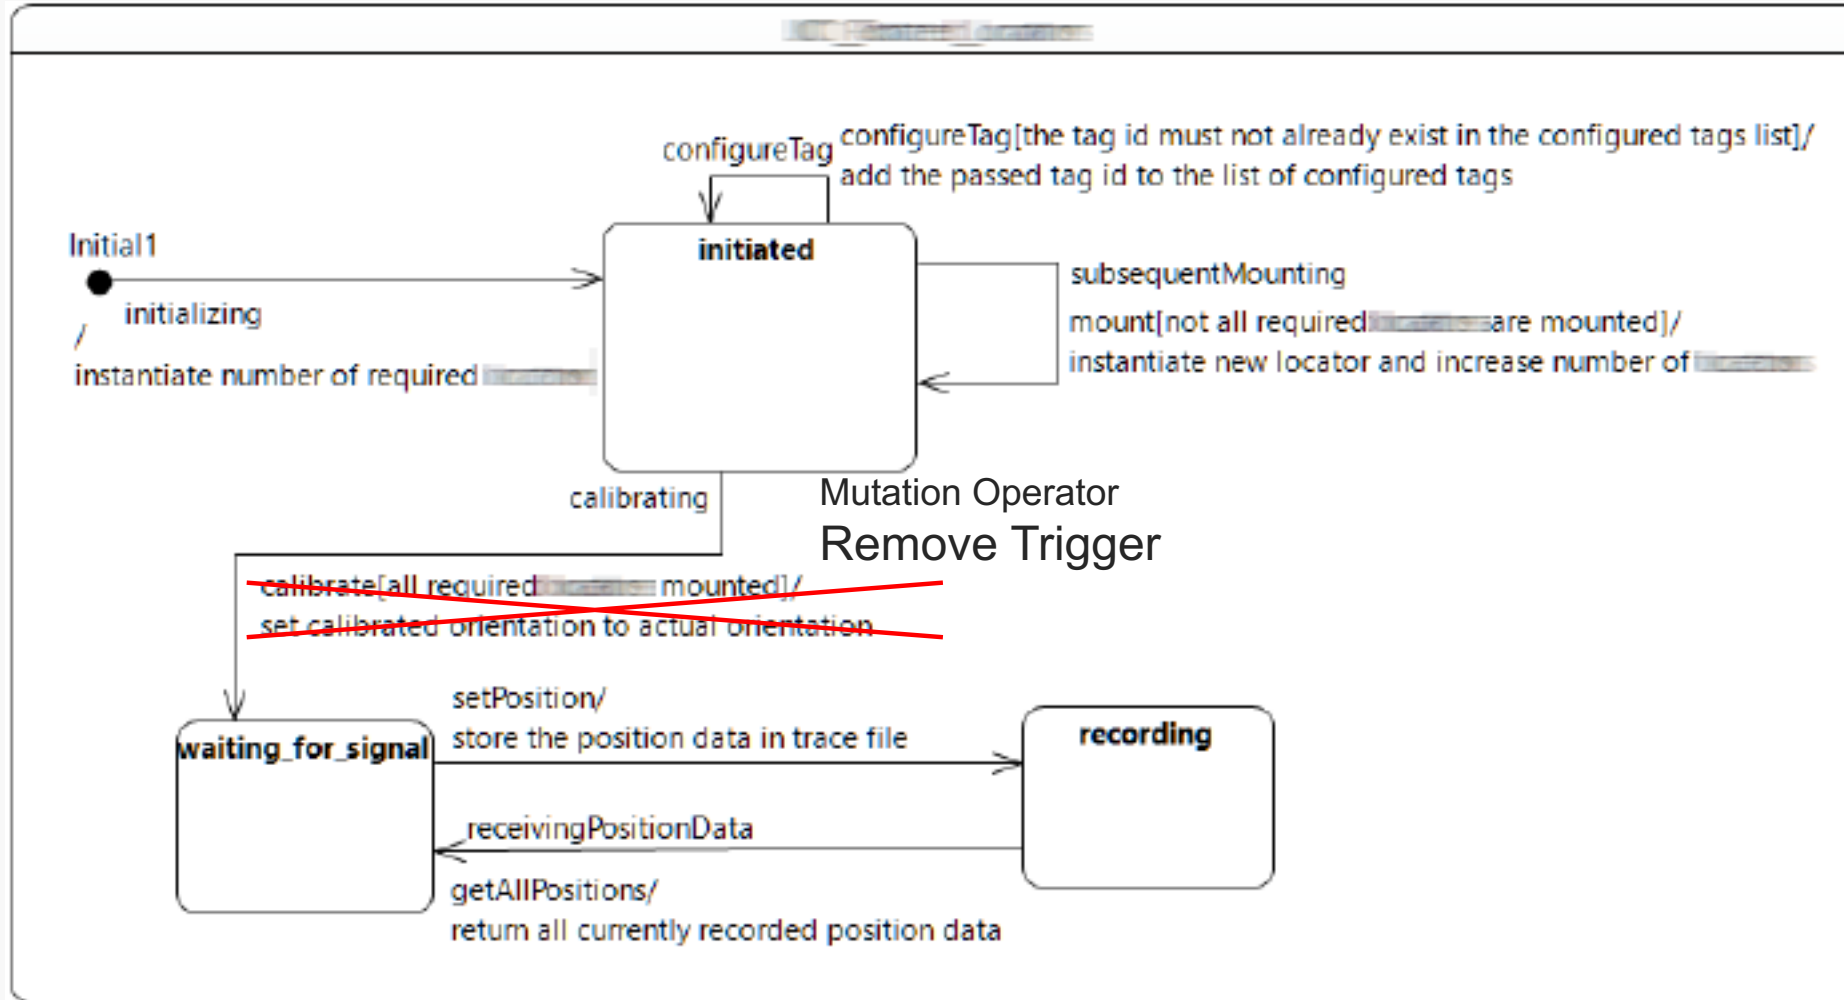 configureTag
configureTag[the tag id must not already exist in the configured tags list]/
add the passed tag id to the list of configured tags
Initial1
initiated
initializing
/
instantiate number of required
subsequentMounting
mount[not all required are mounted]/
instantiate new locator and increase number of
calibrating
Mutation Operator
Remove Trigger
calibrate[all required mounted]/
set calibrated orientation to actual orientation
waiting_for_signal
setPosition/
store the position data in trace file
recording
receivingPositionData
getAllPositions/
return all currently recorded position data